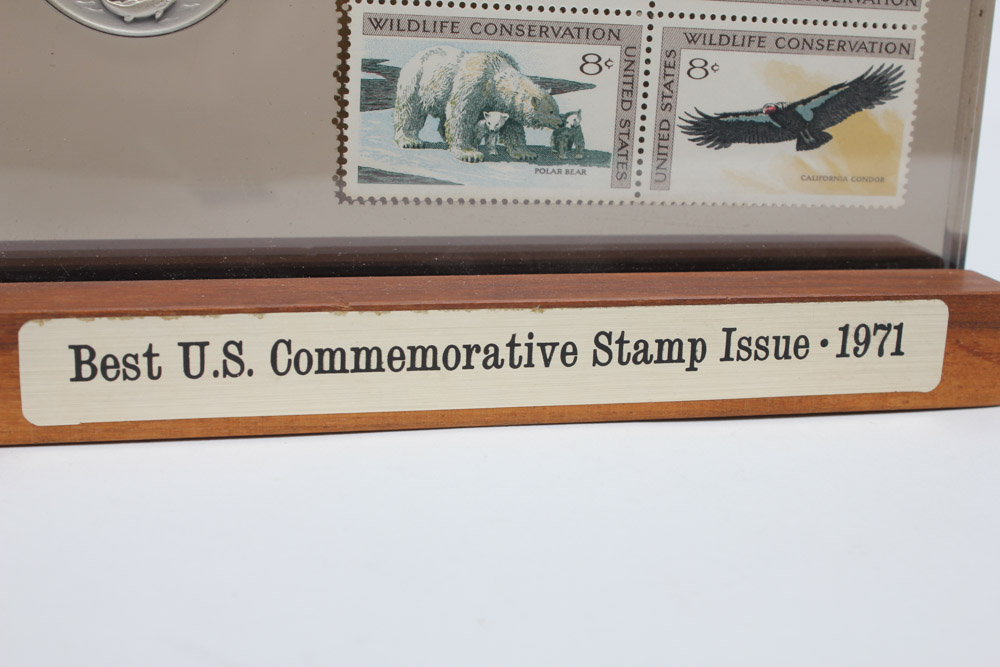 WILDLIFE CONSERVATION
8¢
UNITED STATES
POLAR BEAR
CONSERVATION
WILDLIFE CONSERVATION
8¢
UNITED STATES
CALIFORNIA CONDOR
Best U.S. Commemorative Stamp Issue · 1971